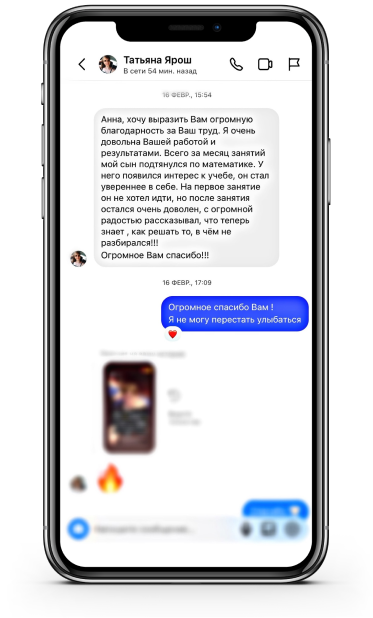 Татьяна Ярош
В сети 54 мин. назад
16 ФЕВР., 15:54
Анна, хочу выразить Вам огромную
благодарность за Ваш труд. Я очень
довольна Вашей работой и
результатами. Всего за месяц занятий
мой сын подтянулся по математике. У
него появился интерес к учебе, он стал
увереннее в себе. На первое занятие
он не хотел идти, но после занятия
остался очень доволен, с огромной
радостью рассказывал, что теперь
знает , как решать то, в чём не
разбирался!!!
Огромное Вам спасибо!!!
16 ФЕВР., 17:09
Огромное спасибо Вам !
Я не могу перестать улыбаться